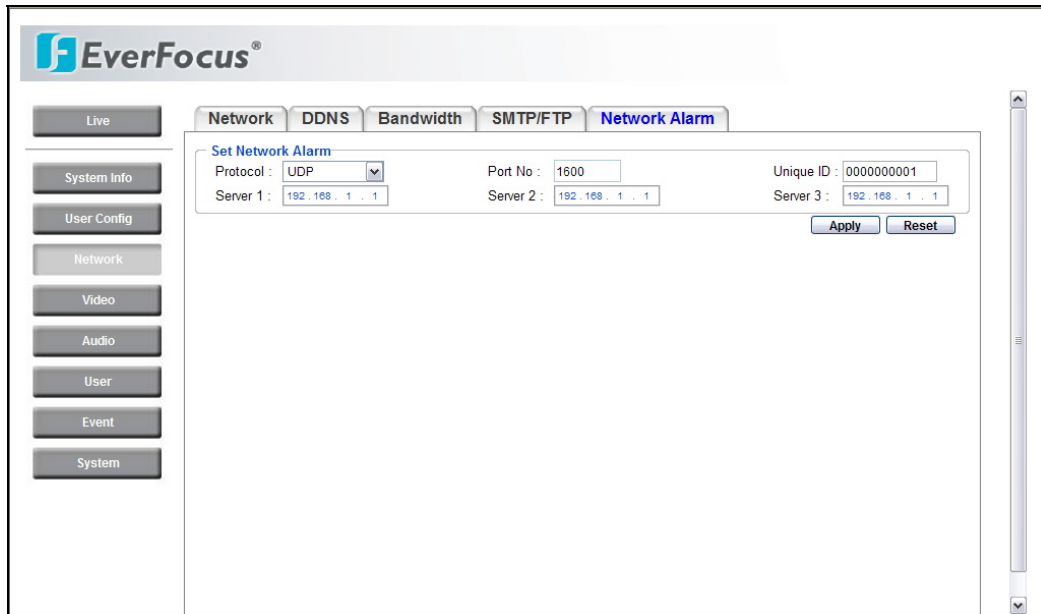 EverFocus®
Live
System Info
User Config
Network
Video
Audio
User
Event
System
Network DDNS Bandwidth SMTP/FTP Network Alarm
Set Network Alarm
Protocol : UDP Port No : 1600 Unique ID : 0000000001
Server 1 : 192 . 168 . 1 . 1 Server 2 : 192 . 168 . 1 . 1 Server 3 : 192 . 168 . 1 . 1
Apply Reset